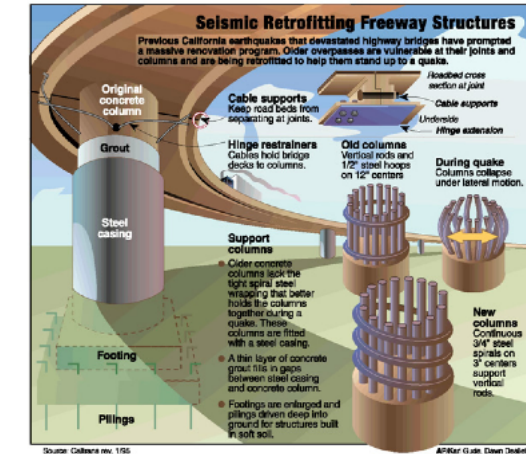 Seismic Retrofitting Freeway Structures
Previous California earthquakes that devastated highway bridges have prompted
a massive renovation program. Older overpasses are vulnerable at their joints and
columns and are being retrofitted to help them stand up to a quake.
Original
concrete
column
Grout
Steel
casing
Footing
Pilings
Cable supports
Keep road beds from
separating at joints.
Hinge restrainers
Cables hold bridge
decks to columns.
Roadbed cross
section at joint
Cable supports
Underside
Hinge extension
Old columns
Vertical rods and
1/2" steel hoops
on 12" centers
During quake
Columns collapse
under lateral motion.
Support
columns
Older concrete
columns lack the
tight spiral steel
wrapping that better
holds the columns
together during a
quake. These
columns are fitted
with a steel casing.
A thin layer of concrete
grout fills in gaps
between steel casing
and concrete column.
Footings are enlarged and
pilings driven deep into
ground for structures built
in soft soil.
New
columns
Continuous
3/4" steel
spirals on
3" centers
support
vertical
rods.
Source: Caltrans rev. 1/95
AP/Karl Gude, Dawn